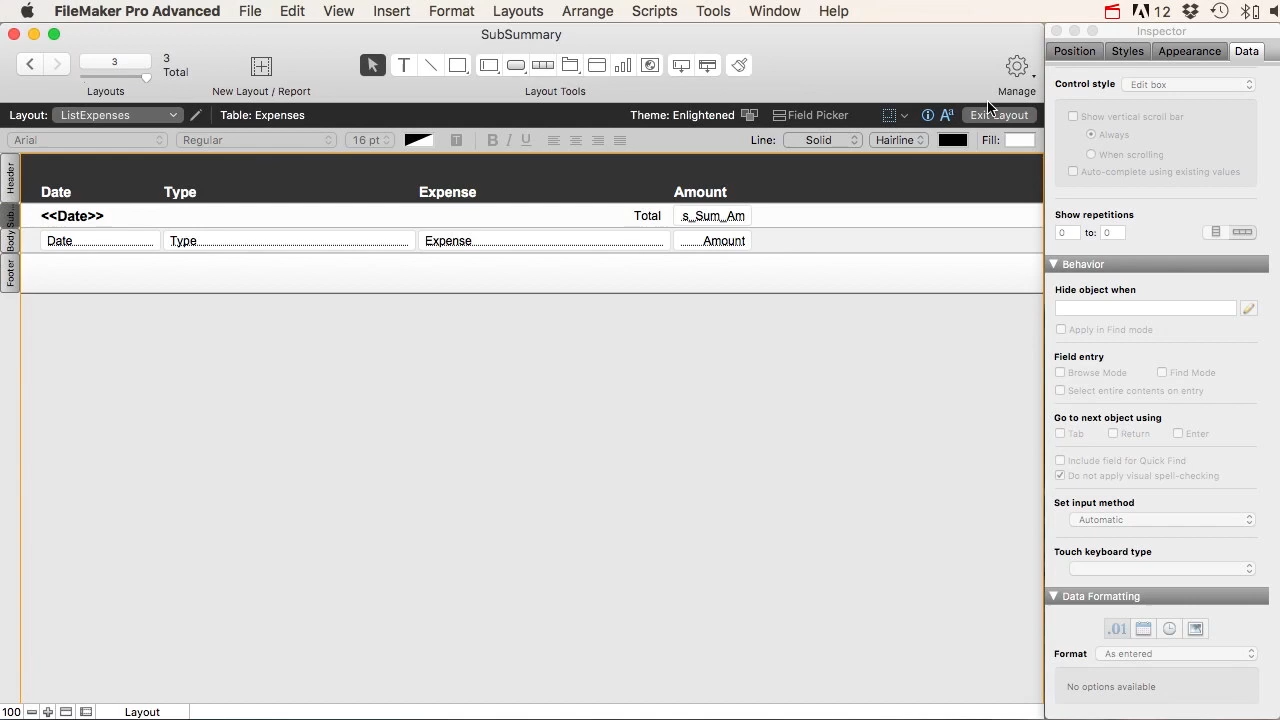 FileMaker Pro Advanced File Edit View Insert Format Layouts Arrange Scripts Tools Window Help 12
SubSummary
Inspector
3
3
Total
Layouts
New Layout / Report
Layout Tools
Manage
Position Styles Appearance Data
Layout: ListExpenses Table: Expenses Theme: Enlightened Field Picker Aa Exit Layout
Arial Regular 16 pt B I U Line: Solid Hairline Fill:
Header
Date Type Expense Amount
Sub...
<<Date>> Total s_Sum_Am
Body
Date Type Expense Amount
Footer
Control style Edit box
Show vertical scroll bar
Always
When scrolling
Auto-complete using existing values
Show repetitions
0 to: 0
Behavior
Hide object when
Apply in Find mode
Field entry
Browse Mode Find Mode
Select entire contents on entry
Go to next object using
Tab Return Enter
Include field for Quick Find
Do not apply visual spell-checking
Set input method
Automatic
Touch keyboard type
Data Formatting
.01
Format As entered
No options available
100 Layout